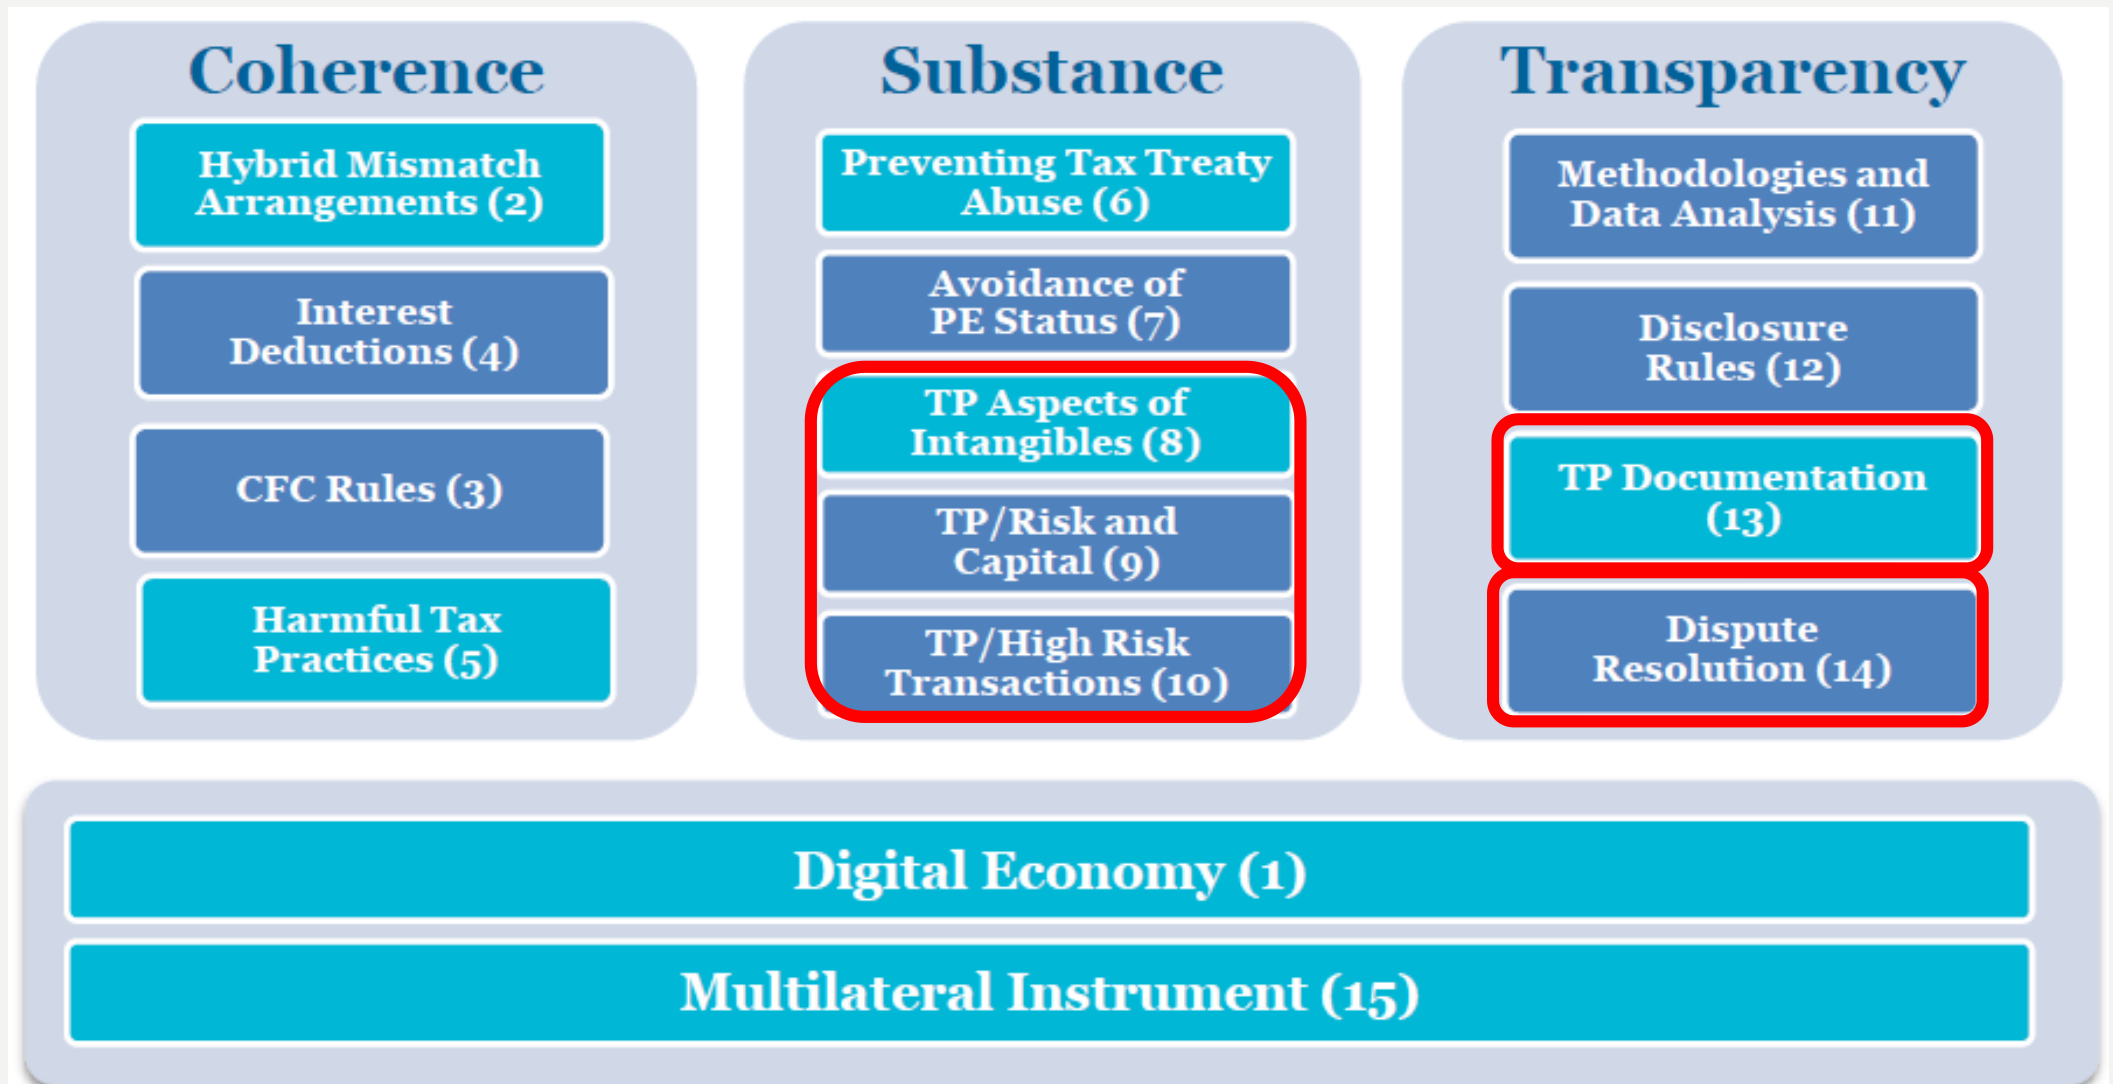 Coherence
Hybrid Mismatch
Arrangements (2)
Interest
Deductions (4)
CFC Rules (3)
Harmful Tax
Practices (5)
Substance
Preventing Tax Treaty
Abuse (6)
Avoidance of
PE Status (7)
TP Aspects of
Intangibles (8)
TP/Risk and
Capital (9)
TP/High Risk
Transactions (10)
Transparency
Methodologies and
Data Analysis (11)
Disclosure
Rules (12)
TP Documentation
(13)
Dispute
Resolution (14)
Digital Economy (1)
Multilateral Instrument (15)